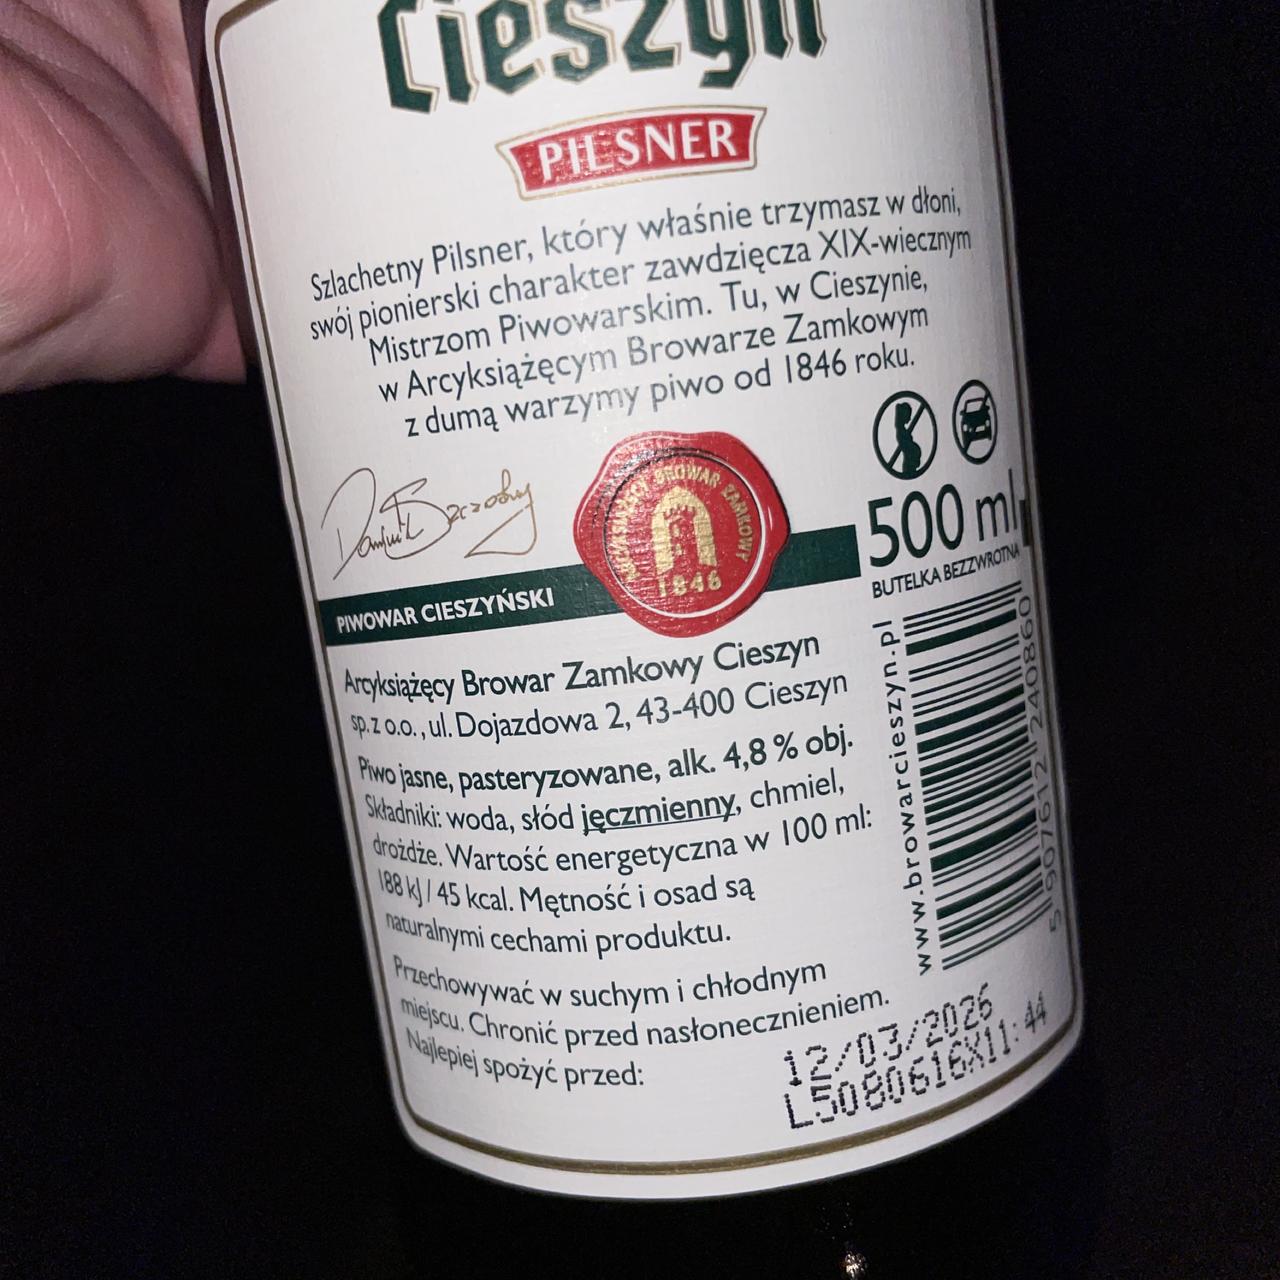 Cieszyn
PILSNER
Szlachetny Pilsner, który właśnie trzymasz w dłoni,
swój pionierski charakter zawdzięcza XIX-wiecznym
Mistrzom Piwowarskim. Tu, w Cieszynie,
w Arcyksiążęcym Browarze Zamkowym
z dumą warzymy piwo od 1846 roku.
BROWAR ZAMKOWY
1846
500 ml
BUTELKA BEZZWROTNA
PIWOWAR CIESZYŃSKI
Arcyksiążęcy Browar Zamkowy Cieszyn
sp. z o.o., ul. Dojazdowa 2, 43-400 Cieszyn
Piwo jasne, pasteryzowane, alk. 4,8 % obj.
Składniki: woda, słód jęczmienny, chmiel,
drożdże. Wartość energetyczna w 100 ml:
188 kJ / 45 kcal. Mętność i osad są
naturalnymi cechami produktu.
Przechowywać w suchym i chłodnym
miejscu. Chronić przed nasłonecznieniem.
Najlepiej spożyć przed:
12/03/2026
L5080616X11:44
www.browarcieszyn.pl
5 907612 240860